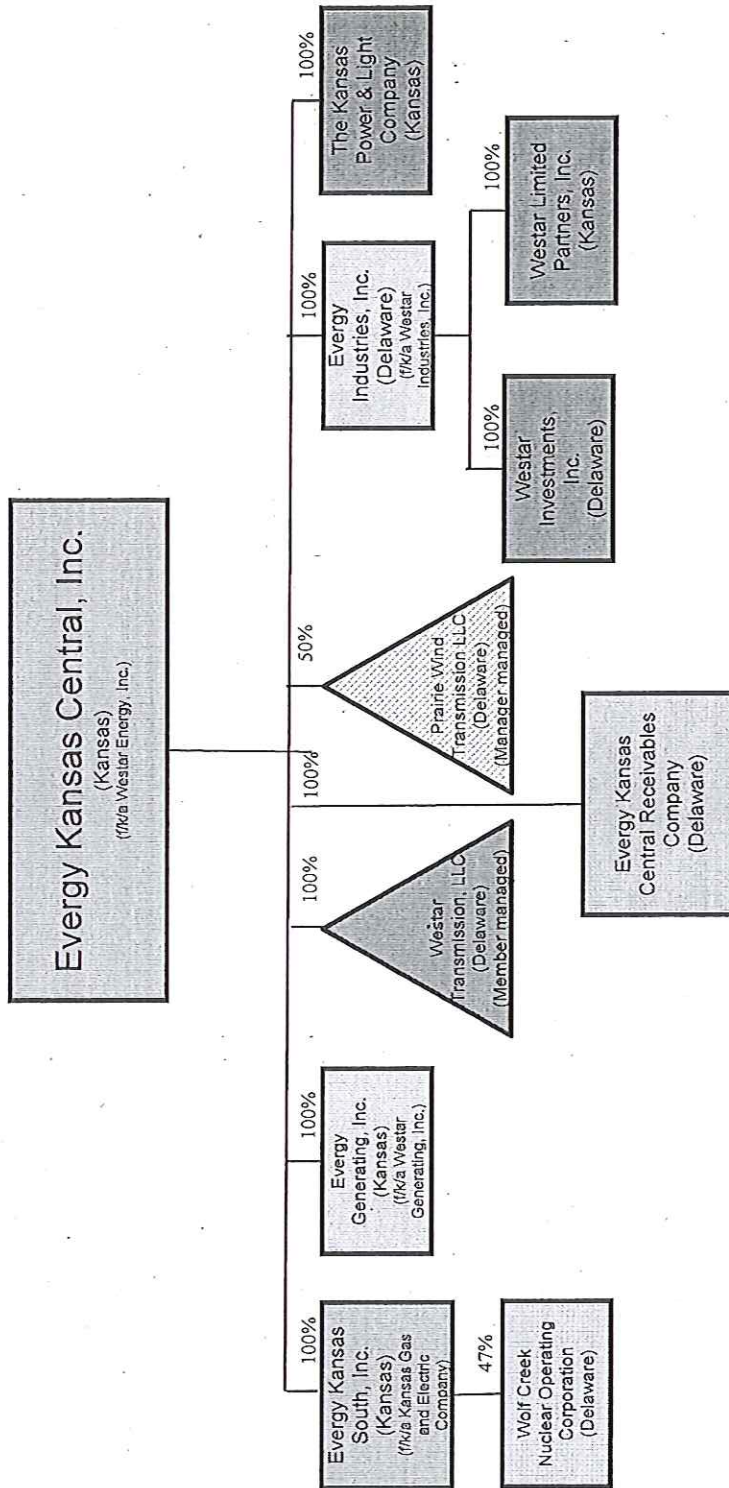 Evergy Kansas Central, Inc.
(Kansas)
(f/k/a Westar Energy, Inc.)
100%
Evergy Kansas
South, Inc.
(Kansas)
(f/k/a Kansas Gas
and Electric
Company)
47%
Wolf Creek
Nuclear Operating
Corporation
(Delaware)
100%
Evergy
Generating, Inc.
(Kansas)
(f/k/a Westar
Generating, Inc.)
100%
Westar
Transmission, LLC
(Delaware)
(Member managed)
100%
Evergy Kansas
Central Receivables
Company
(Delaware)
50%
Prairie Wind
Transmission LLC
(Delaware)
(Manager managed)
100%
Evergy
Industries, Inc.
(Delaware)
(f/k/a Westar
Industries, Inc.)
100%
Westar
Investments,
Inc.
(Delaware)
100%
Westar Limited
Partners, Inc.
(Kansas)
100%
The Kansas
Power & Light
Company
(Kansas)